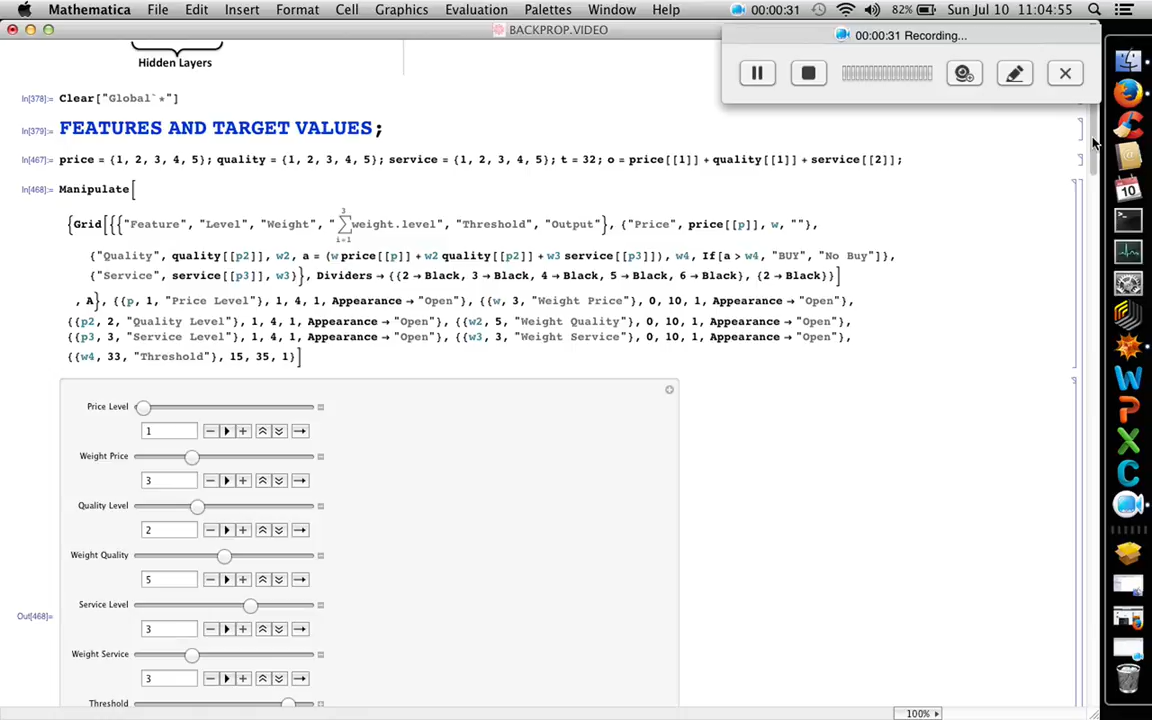 Mathematica File Edit Insert Format Cell Graphics Evaluation Palettes Window Help 00:00:31 82% Sun Jul 10 11:04:55
BACKPROP.VIDEO
00:00:31 Recording...
Hidden Layers
In[378]:= Clear["Global`*"]
In[379]:= FEATURES AND TARGET VALUES;
In[467]:= price = {1, 2, 3, 4, 5}; quality = {1, 2, 3, 4, 5}; service = {1, 2, 3, 4, 5}; t = 32; o = price[[1]] + quality[[1]] + service[[2]];
In[468]:= Manipulate[
{Grid[{{"Feature", "Level", "Weight", "∑i=1 3 weight.level", "Threshold", "Output"}, {"Price", price[[p]], w, ""},
{"Quality", quality[[p2]], w2, a = (w price[[p]] + w2 quality[[p2]] + w3 service[[p3]]), w4, If[a > w4, "BUY", "No Buy"]},
{"Service", service[[p3]], w3}}, Dividers → {{2 → Black, 3 → Black, 4 → Black, 5 → Black, 6 → Black}, {2 → Black}}]
, A}, {{p, 1, "Price Level"}, 1, 4, 1, Appearance → "Open"}, {{w, 3, "Weight Price"}, 0, 10, 1, Appearance → "Open"},
{{p2, 2, "Quality Level"}, 1, 4, 1, Appearance → "Open"}, {{w2, 5, "Weight Quality"}, 0, 10, 1, Appearance → "Open"},
{{p3, 3, "Service Level"}, 1, 4, 1, Appearance → "Open"}, {{w3, 3, "Weight Service"}, 0, 10, 1, Appearance → "Open"},
{{w4, 33, "Threshold"}, 15, 35, 1}]
Price Level
1
Weight Price
3
Quality Level
2
Weight Quality
5
Service Level
3
Out[468]=
Weight Service
3
Threshold
100%
10